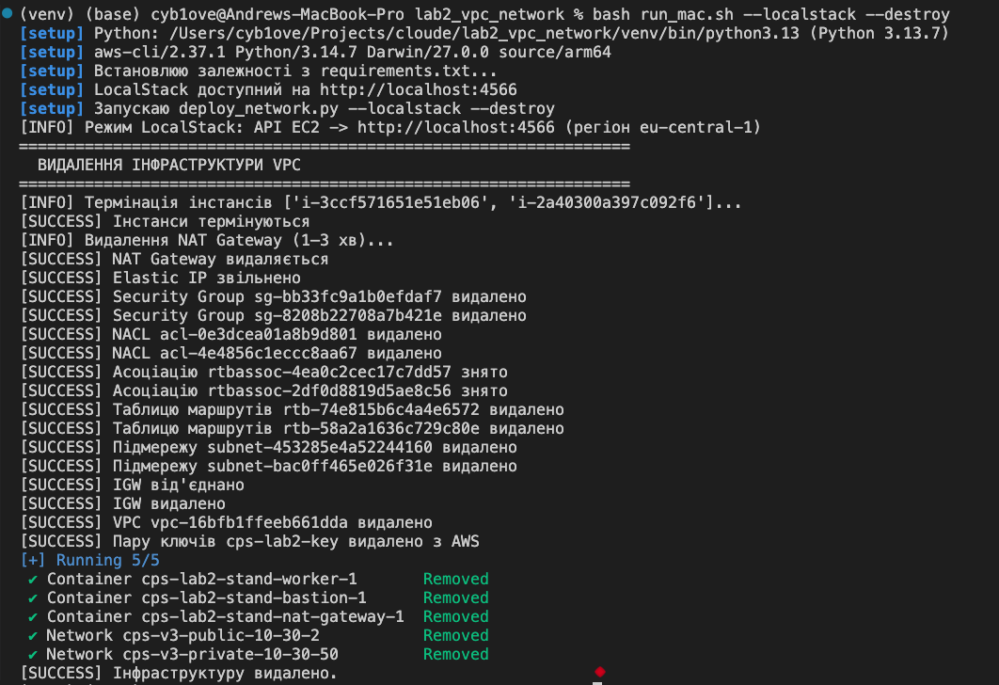 (venv) (base) cyb1ove@Andrews-MacBook-Pro lab2_vpc_network % bash run_mac.sh --localstack --destroy
[setup] Python: /Users/cyb1ove/Projects/cloude/lab2_vpc_network/venv/bin/python3.13 (Python 3.13.7)
[setup] aws-cli/2.37.1 Python/3.14.7 Darwin/27.0.0 source/arm64
[setup] Встановлюю залежності з requirements.txt...
[setup] LocalStack доступний на http://localhost:4566
[setup] Запускаю deploy_network.py --localstack --destroy
[INFO] Режим LocalStack: API EC2 -> http://localhost:4566 (регіон eu-central-1)
=================================================================
ВИДАЛЕННЯ ІНФРАСТРУКТУРИ VPC
=================================================================
[INFO] Термінація інстансів ['i-3ccf571651e51eb06', 'i-2a40300a397c092f6']...
[SUCCESS] Інстанси термінуються
[INFO] Видалення NAT Gateway (1-3 хв)...
[SUCCESS] NAT Gateway видаляється
[SUCCESS] Elastic IP звільнено
[SUCCESS] Security Group sg-bb33fc9a1b0efdaf7 видалено
[SUCCESS] Security Group sg-8208b22708a7b421e видалено
[SUCCESS] NACL acl-0e3dcea01a8b9d801 видалено
[SUCCESS] NACL acl-4e4856c1eccc8aa67 видалено
[SUCCESS] Асоціацію rtbassoc-4ea0c2cec17c7dd57 знято
[SUCCESS] Асоціацію rtbassoc-2df0d8819d5ae8c56 знято
[SUCCESS] Таблицю маршрутів rtb-74e815b6c4a4e6572 видалено
[SUCCESS] Таблицю маршрутів rtb-58a2a1636c729c80e видалено
[SUCCESS] Підмережу subnet-453285e4a52244160 видалено
[SUCCESS] Підмережу subnet-bac0ff465e026f31e видалено
[SUCCESS] IGW від'єднано
[SUCCESS] IGW видалено
[SUCCESS] VPC vpc-16bfb1ffeeb661dda видалено
[SUCCESS] Пару ключів cps-lab2-key видалено з AWS
[+] Running 5/5
✔ Container cps-lab2-stand-worker-1 Removed
✔ Container cps-lab2-stand-bastion-1 Removed
✔ Container cps-lab2-stand-nat-gateway-1 Removed
✔ Network cps-v3-public-10-30-2 Removed
✔ Network cps-v3-private-10-30-50 Removed
[SUCCESS] Інфраструктуру видалено.